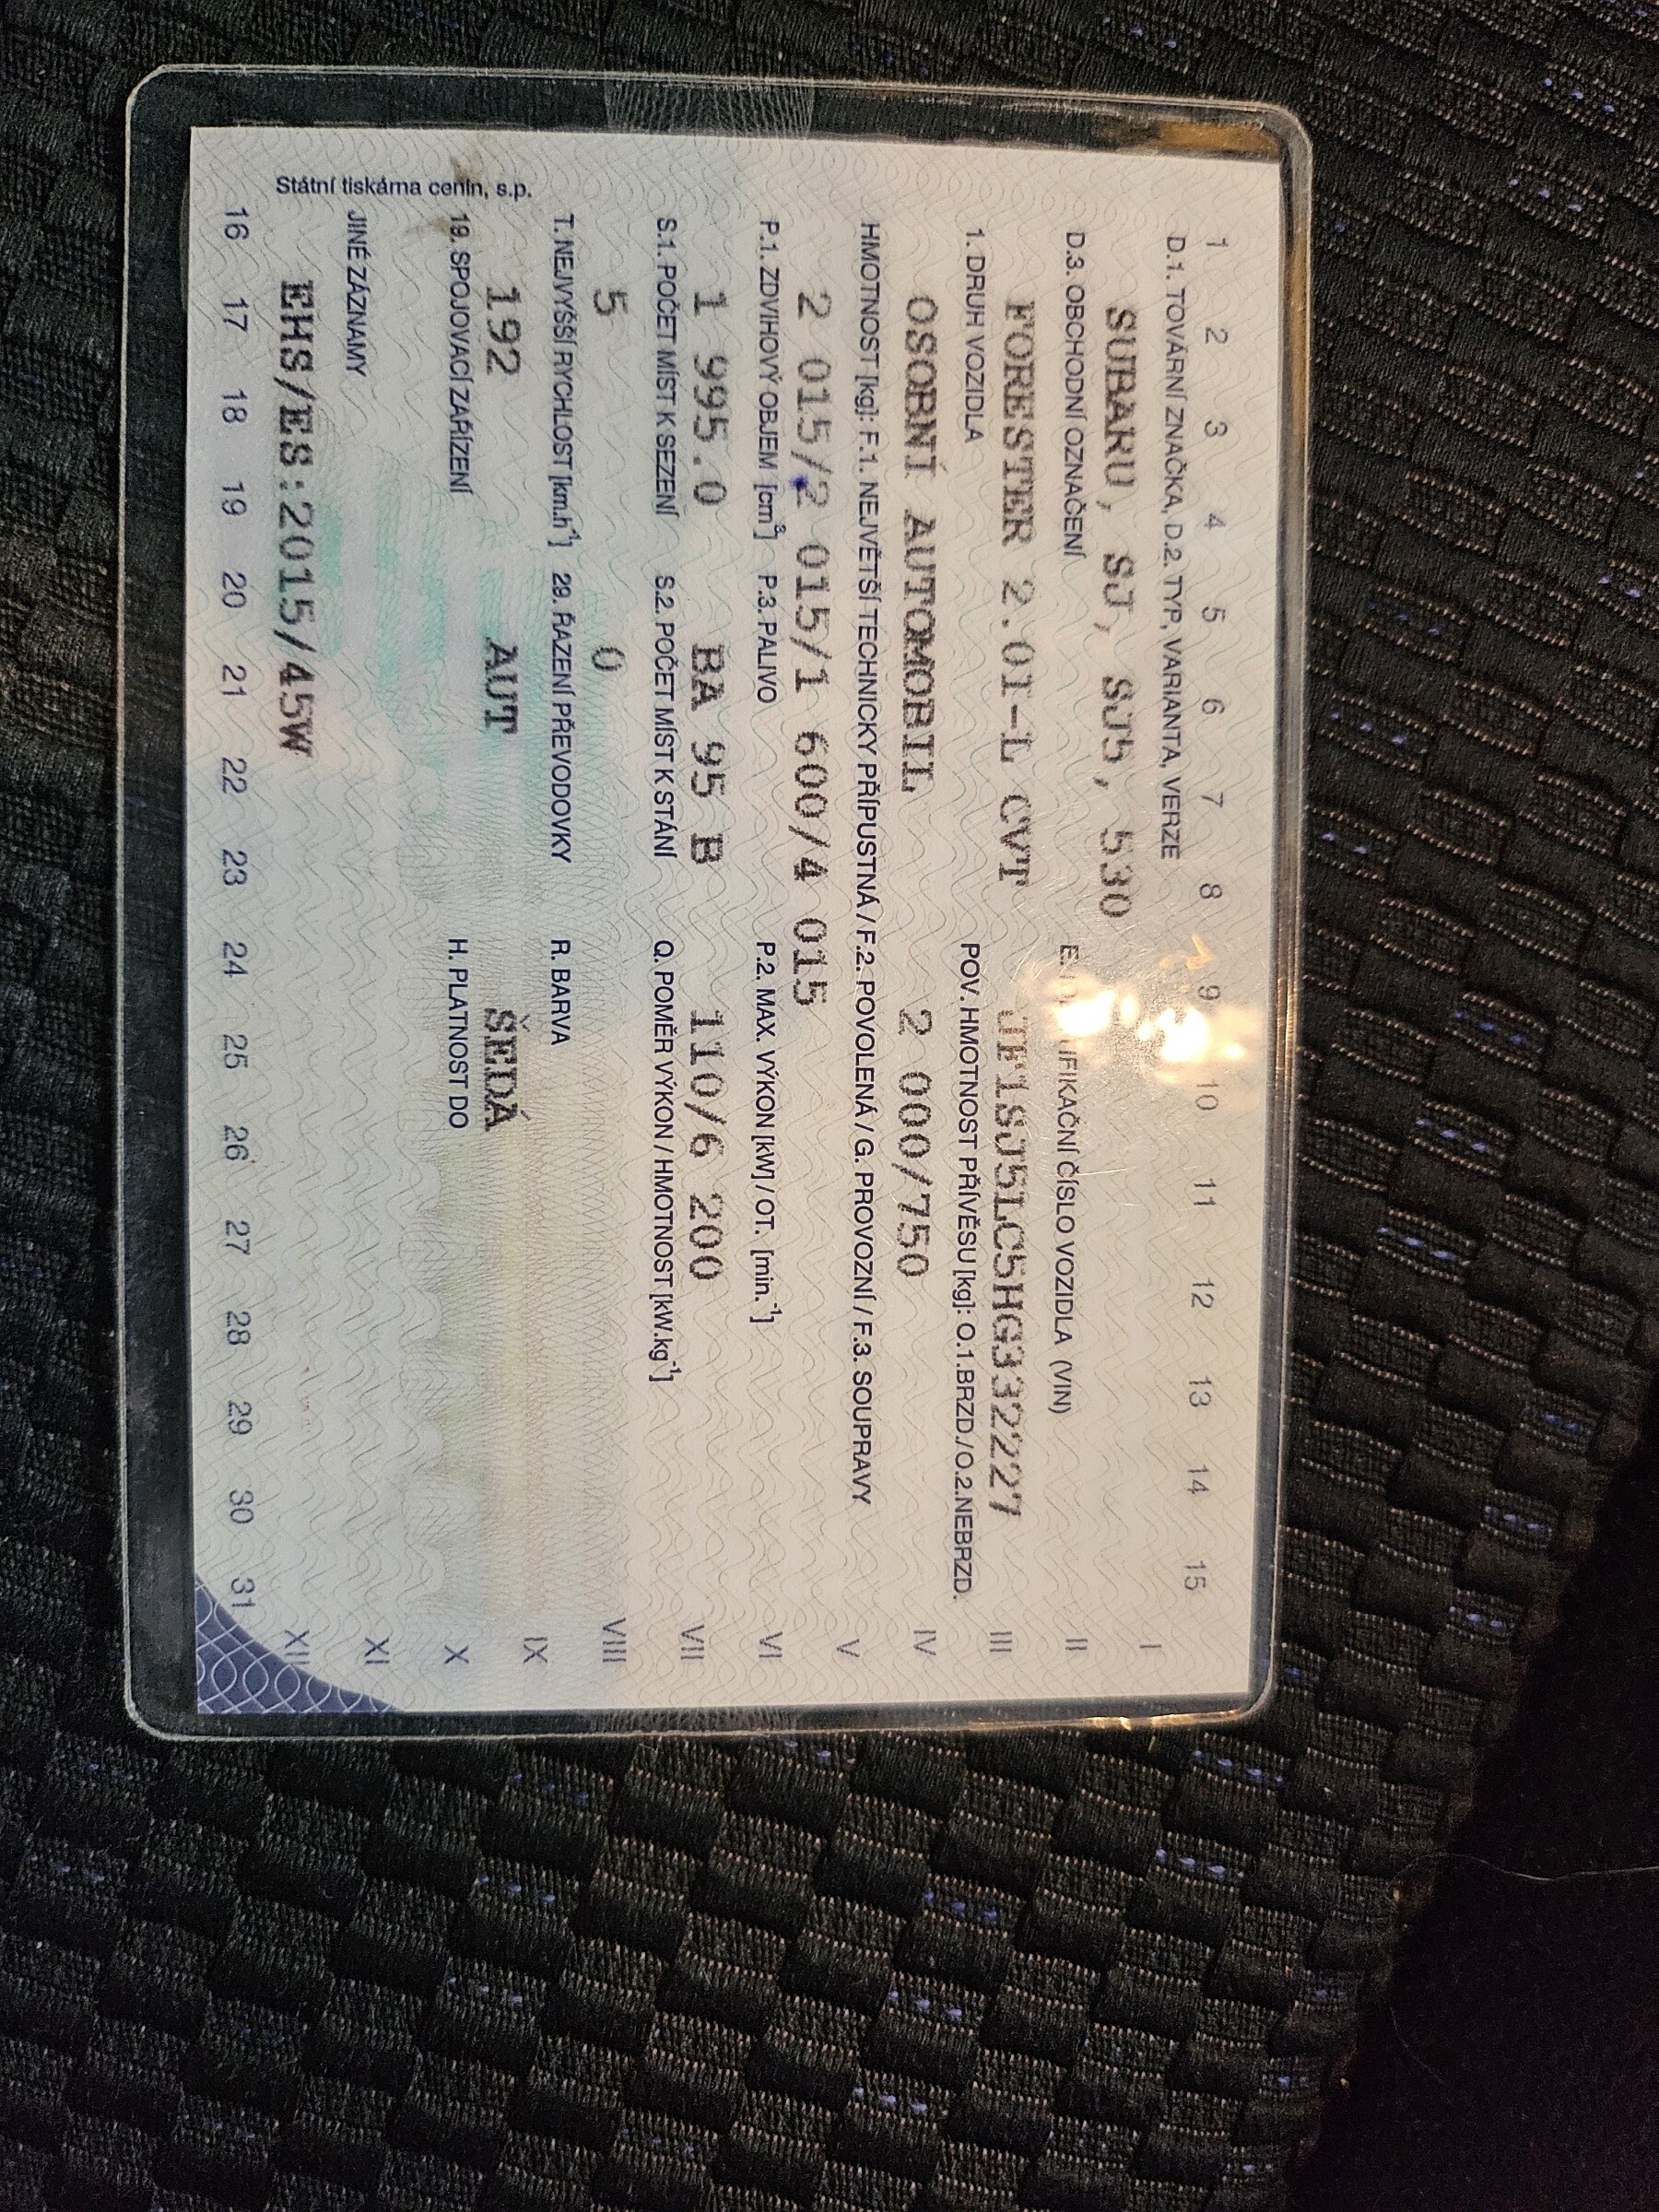 1 2 3 4 5 6 7 8 9 10 11 12 13 14 15
D.1. TOVÁRNÍ ZNAČKA, D.2. TYP, VARIANTA, VERZE
SUBARU, SJ, SJ5, 530
D.3. OBCHODNÍ OZNAČENÍ E. ČÍSLO VOZIDLA (VIN)
FORESTER 2.0I-L CVT JF1SJ5LC5HG332227
1. DRUH VOZIDLA POV. HMOTNOST PŘÍVĚSU [kg]: O.1.BRZD./O.2.NEBRZD.
OSOBNÍ AUTOMOBIL 2 000/750
HMOTNOST [kg]: F.1. NEJVĚTŠÍ TECHNICKY PŘÍPUSTNÁ / F.2. POVOLENÁ / G. PROVOZNÍ / F.3. SOUPRAVY
2 015/2 015/1 600/4 015
P.1. ZDVIHOVÝ OBJEM [cm³] P.3. PALIVO P.2. MAX. VÝKON [kW] / OT. [min.⁻¹]
1 995.0 BA 95 B 110/6 200
S.1. POČET MÍST K SEZENÍ S.2. POČET MÍST K STÁNÍ Q. POMĚR VÝKON / HMOTNOST [kW.kg⁻¹]
5 0
T. NEJVYŠŠÍ RYCHLOST [km.h⁻¹] 29. ŘAZENÍ PŘEVODOVKY R. BARVA
192 AUT ŠEDÁ
19. SPOJOVACÍ ZAŘÍZENÍ H. PLATNOST DO
JINÉ ZÁZNAMY
EHS/ES:2015/45W
16 17 18 19 20 21 22 23 24 25 26 27 28 29 30 31
I
II
III
IV
V
VI
VII
VIII
IX
X
XI
XII
Státní tiskárna cenin, s.p.